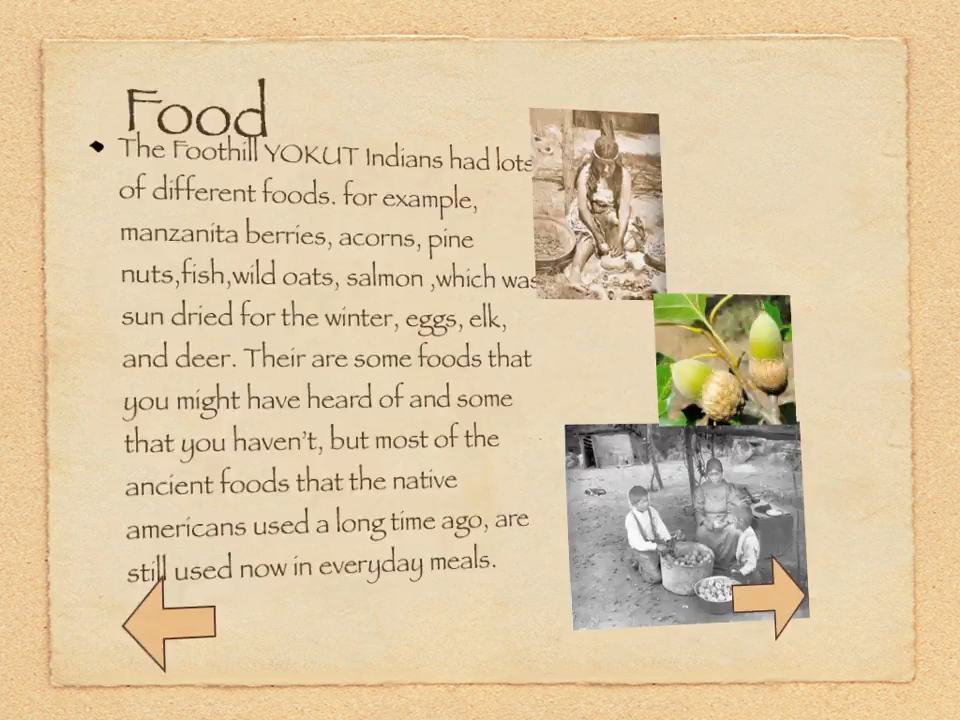 Food
The Foothill YOKUT Indians had lots
of different foods. for example,
manzanita berries, acorns, pine
nuts,fish,wild oats, salmon ,which was
sun dried for the winter, eggs, elk,
and deer. Their are some foods that
you might have heard of and some
that you haven't, but most of the
ancient foods that the native
americans used a long time ago, are
still used now in everyday meals.